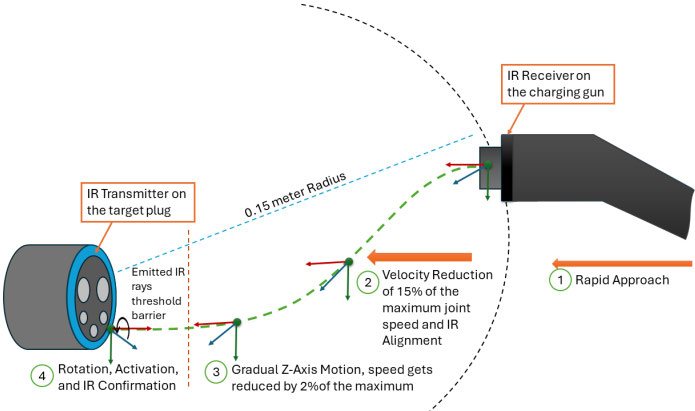 IR Receiver on
the charging gun
0.15 meter Radius
IR Transmitter on
the target plug
Emitted IR
rays
threshold
barrier
1 Rapid Approach
2 Velocity Reduction
of 15% of the
maximum joint
speed and IR
Alignment
3 Gradual Z-Axis Motion, speed gets
reduced by 2%of the maximum
4 Rotation, Activation,
and IR Confirmation